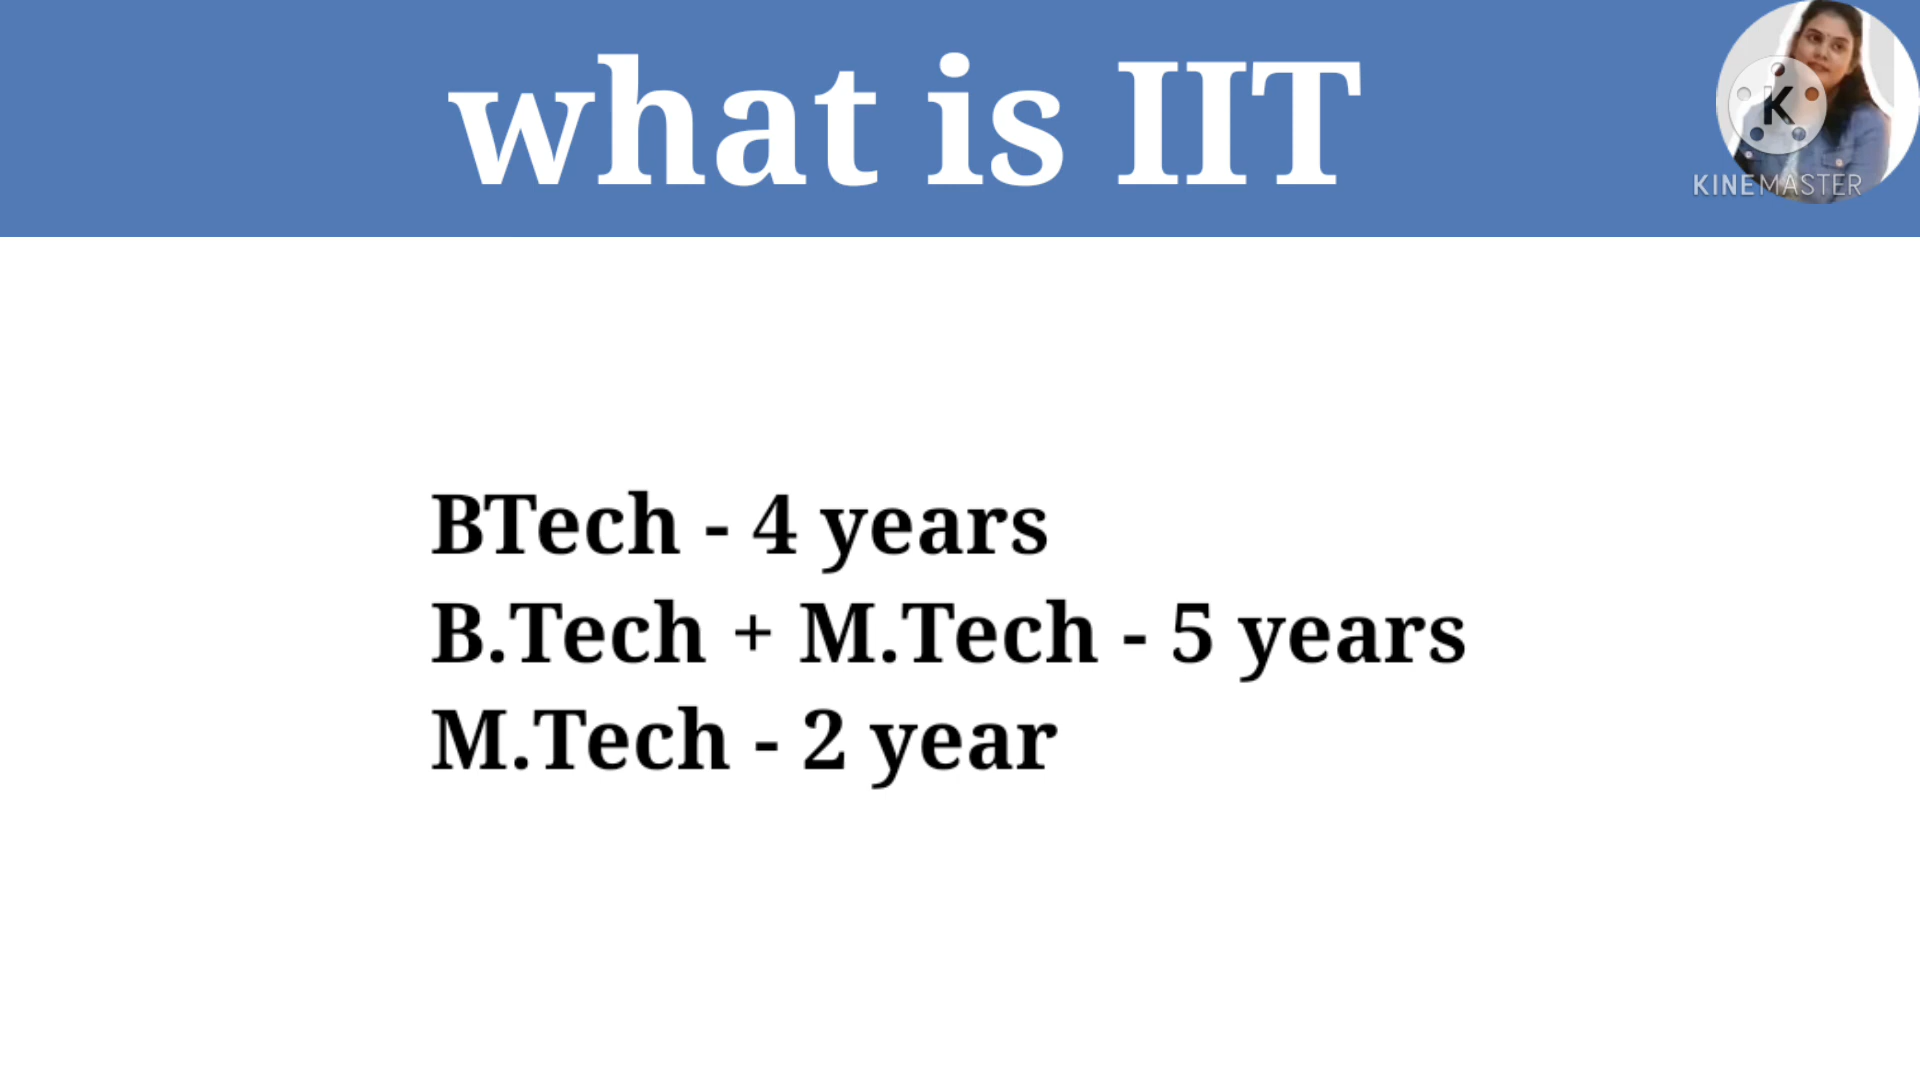 what is IIT
K
KINEMASTER
BTech - 4 years
B.Tech + M.Tech - 5 years
M.Tech - 2 year